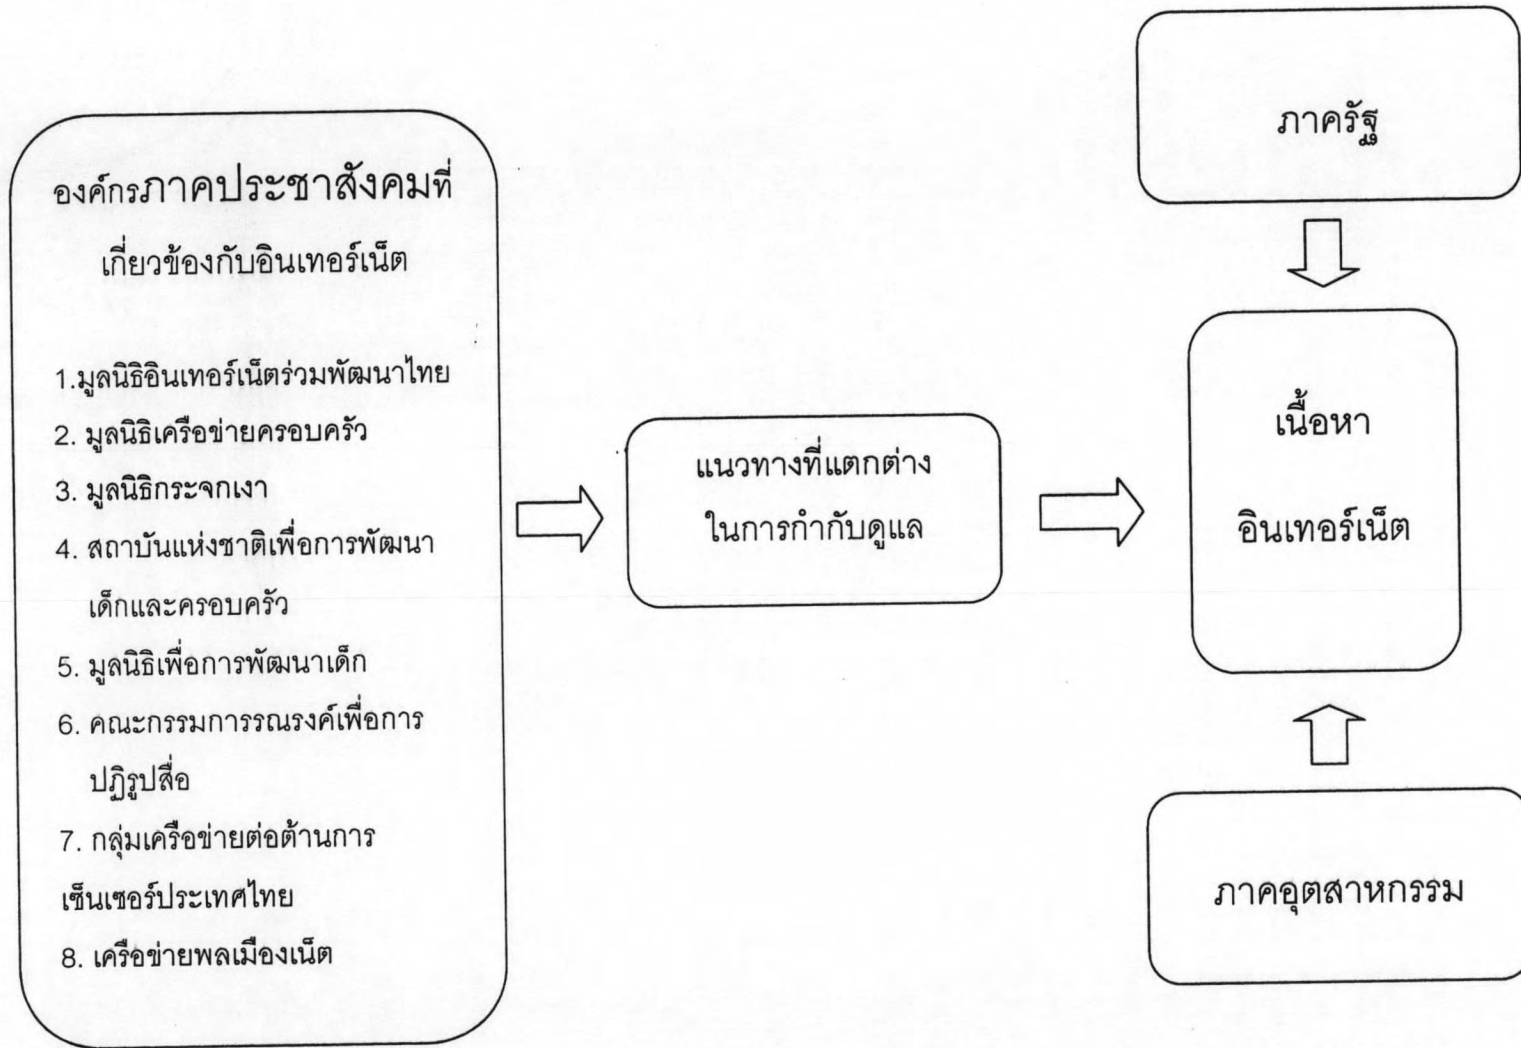 องค์กรภาคประชาสังคมที่
เกี่ยวข้องกับอินเทอร์เน็ต
1.มูลนิธิอินเทอร์เน็ตร่วมพัฒนาไทย
2. มูลนิธิเครือข่ายครอบครัว
3. มูลนิธิกระจกเงา
4. สถาบันแห่งชาติเพื่อการพัฒนา
เด็กและครอบครัว
5. มูลนิธิเพื่อการพัฒนาเด็ก
6. คณะกรรมการรณรงค์เพื่อการ
ปฏิรูปสื่อ
7. กลุ่มเครือข่ายต่อต้านการ
เซ็นเซอร์ประเทศไทย
8. เครือข่ายพลเมืองเน็ต
แนวทางที่แตกต่าง
ในการกำกับดูแล
ภาครัฐ
เนื้อหา
อินเทอร์เน็ต
ภาคอุตสาหกรรม